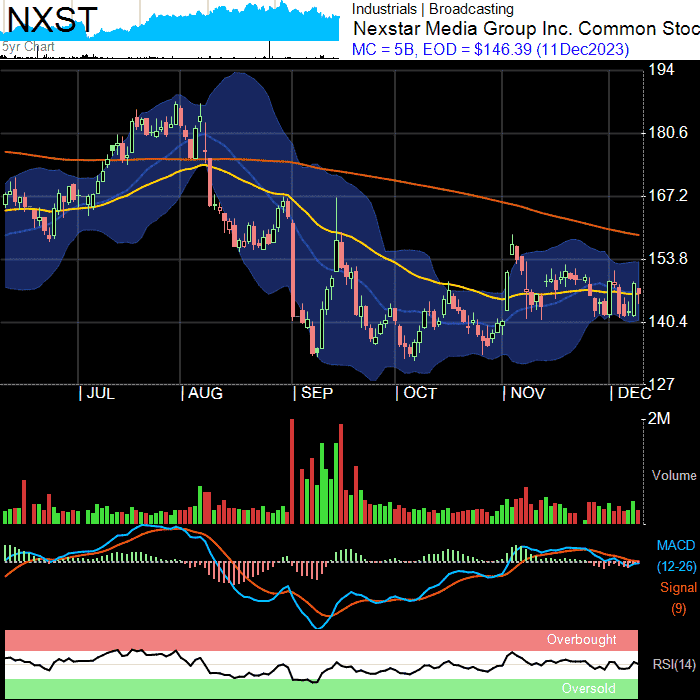 NXST
5yr Chart
Industrials | Broadcasting
Nexstar Media Group Inc. Common Stoc
MC = 5B, EOD = $146.39 (11Dec2023)
194
180.6
167.2
153.8
140.4
127
| JUL | AUG | SEP | OCT | NOV | DEC
2M
Volume
MACD
(12-26)
Signal
(9)
Overbought
RSI(14)
Oversold